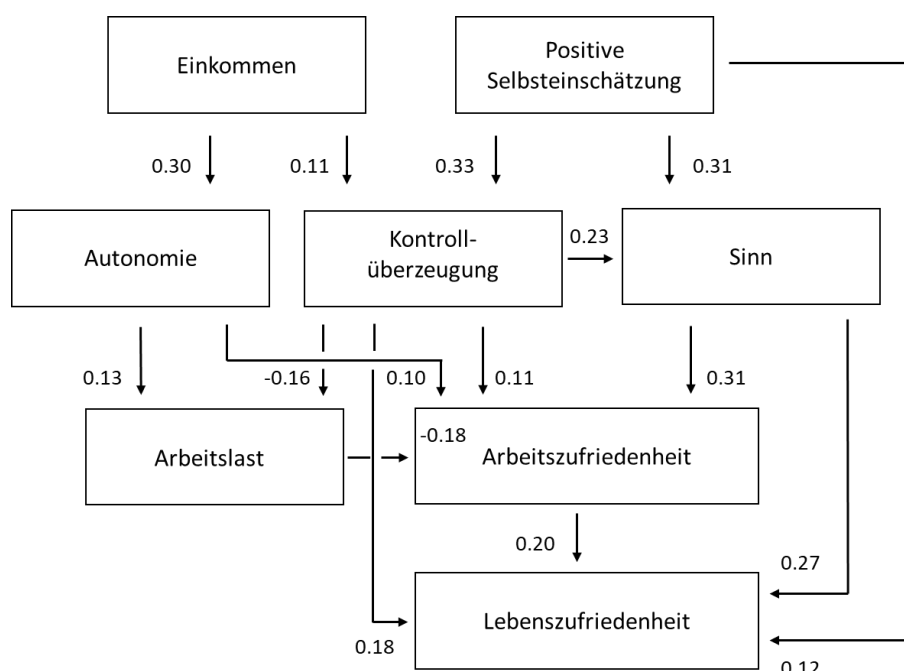 Einkommen
Positive
Selbsteinschätzung
0.30
0.11
0.33
0.31
Autonomie
Kontroll-
überzeugung
0.23
Sinn
0.13
-0.16
0.10
0.11
0.31
Arbeitslast
-0.18
Arbeitszufriedenheit
0.20
0.27
Lebenszufriedenheit
0.18
0.12